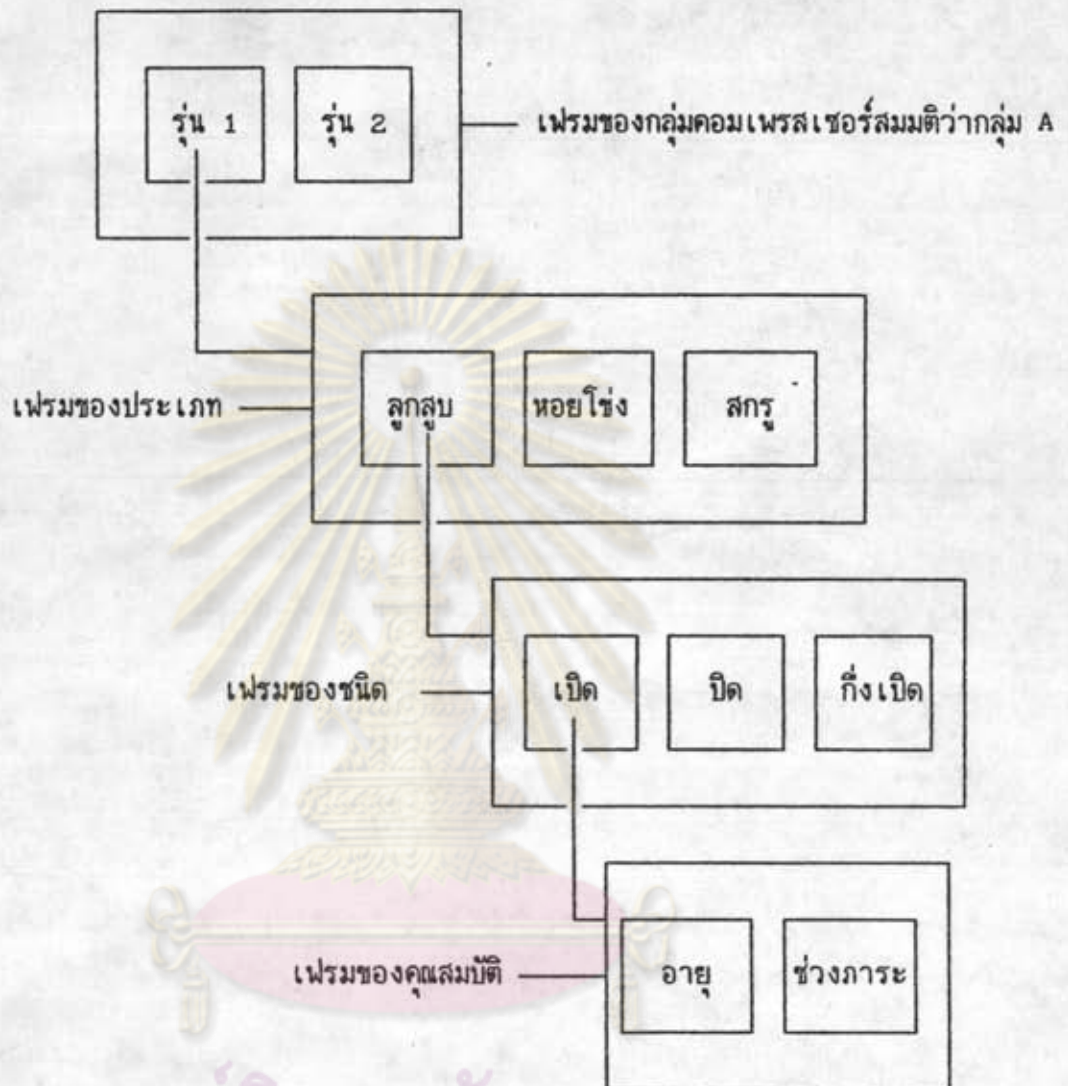 รุ่น 1 รุ่น 2 เฟรมของกลุ่มคอมเพรสเซอร์สมมติว่ากลุ่ม A
เฟรมของประเภท ลูกสูบ หอยโข่ง สกรู
เฟรมของชนิด เปิด ปิด กึ่งเปิด
เฟรมของคุณสมบัติ อายุ ช่วงภาระ